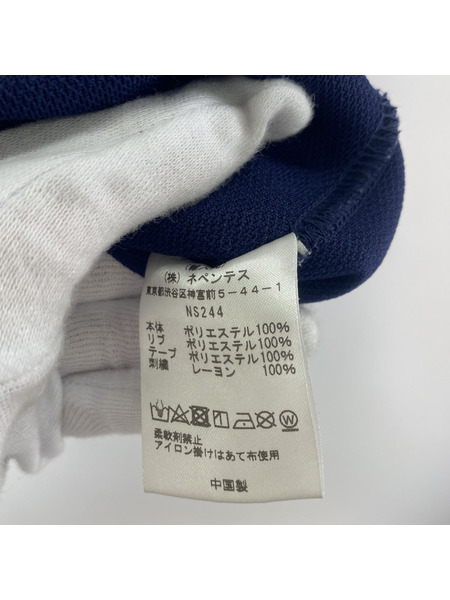 (株) ネペンテス
東京都渋谷区神宮前5-44-1
NS244
本体 ポリエステル100%
リブ ポリエステル100%
テープ ポリエステル100%
刺繍 レーヨン 100%
柔軟剤禁止
アイロン掛けはあて布使用
中国製